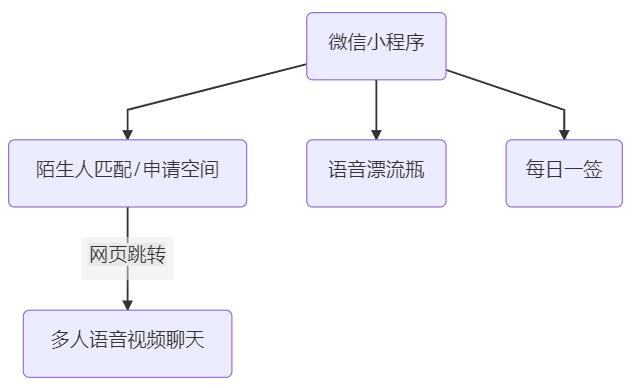 微信小程序
陌生人匹配/申请空间
语音漂流瓶
每日一签
网页跳转
多人语音视频聊天